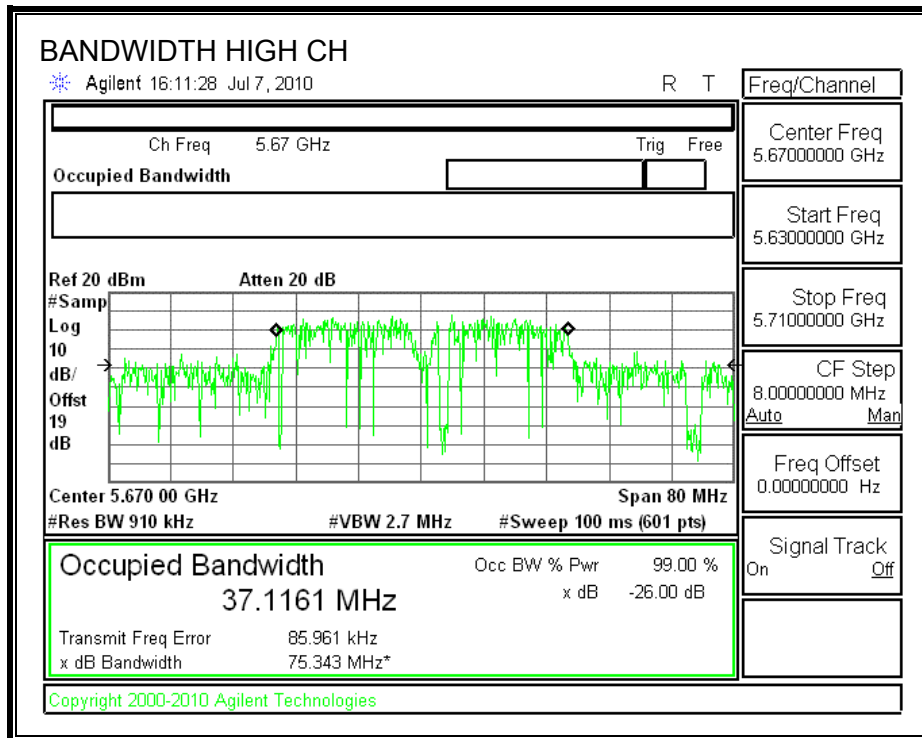 BANDWIDTH HIGH CH
Agilent 16:11:28 Jul 7, 2010 R T
Freq/Channel
Ch Freq 5.67 GHz Trig Free
Occupied Bandwidth
Center Freq
5.67000000 GHz
Start Freq
5.63000000 GHz
Stop Freq
5.71000000 GHz
CF Step
8.00000000 MHz
Auto Man
Freq Offset
0.00000000 Hz
Signal Track
On Off
Ref 20 dBm Atten 20 dB
#Samp
Log
10
dB/
Offst
19
dB
Center 5.670 00 GHz Span 80 MHz
#Res BW 910 kHz #VBW 2.7 MHz #Sweep 100 ms (601 pts)
Occupied Bandwidth Occ BW % Pwr 99.00 %
37.1161 MHz x dB -26.00 dB
Transmit Freq Error 85.961 kHz
x dB Bandwidth 75.343 MHz*
Copyright 2000-2010 Agilent Technologies